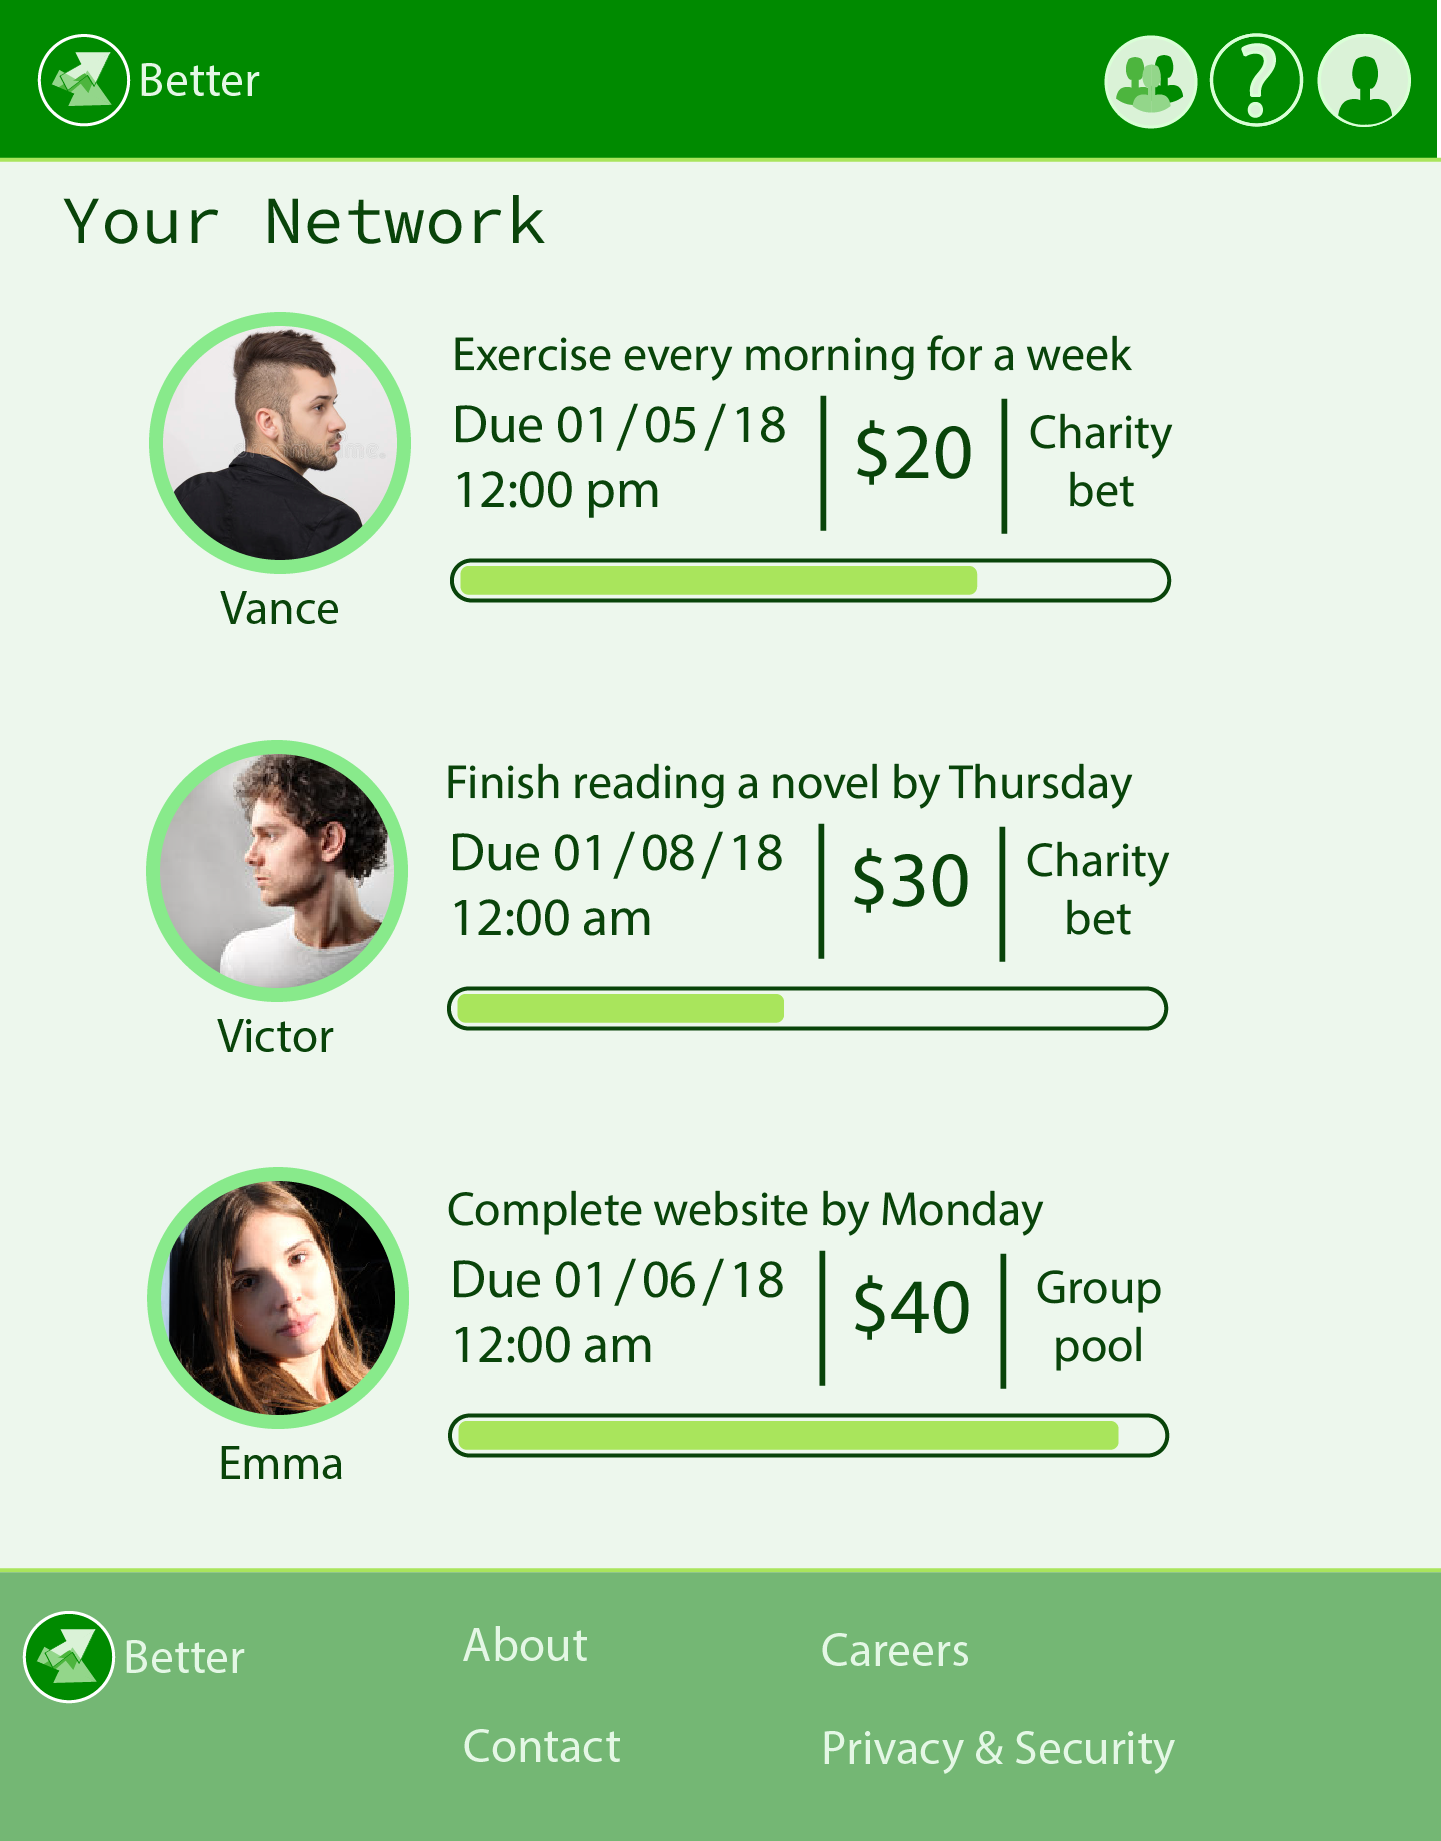 Better
?
Your Network
Exercise every morning for a week
Due 01/05/18
12:00 pm
$20
Charity
bet
Vance
Finish reading a novel by Thursday
Due 01/08/18
12:00 am
$30
Charity
bet
Victor
Complete website by Monday
Due 01/06/18
12:00 am
$40
Group
pool
Emma
Better
About
Careers
Contact
Privacy & Security